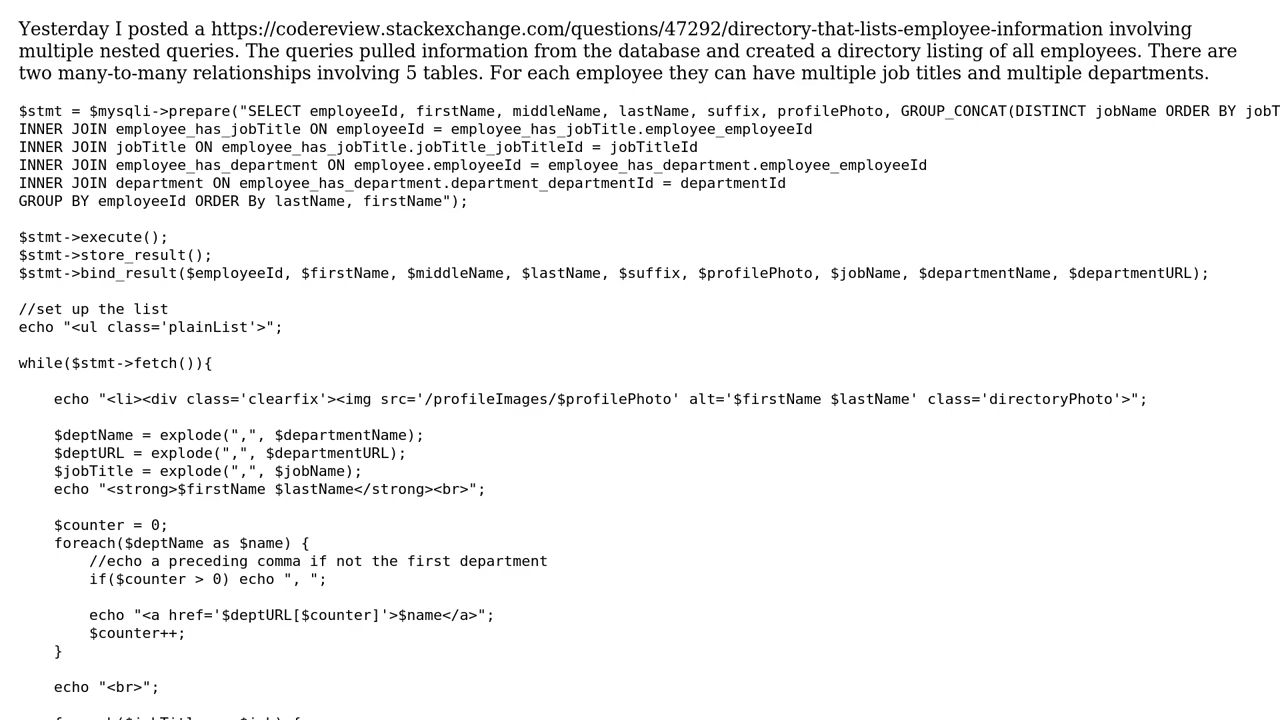 Yesterday I posted a https://codereview.stackexchange.com/questions/47292/directory-that-lists-employee-information involving
multiple nested queries. The queries pulled information from the database and created a directory listing of all employees. There are
two many-to-many relationships involving 5 tables. For each employee they can have multiple job titles and multiple departments.
$stmt = $mysqli->prepare("SELECT employeeId, firstName, middleName, lastName, suffix, profilePhoto, GROUP_CONCAT(DISTINCT jobName ORDER BY jobT
INNER JOIN employee_has_jobTitle ON employeeId = employee_has_jobTitle.employee_employeeId
INNER JOIN jobTitle ON employee_has_jobTitle.jobTitle_jobTitleId = jobTitleId
INNER JOIN employee_has_department ON employee.employeeId = employee_has_department.employee_employeeId
INNER JOIN department ON employee_has_department.department_departmentId = departmentId
GROUP BY employeeId ORDER By lastName, firstName");
$stmt->execute();
$stmt->store_result();
$stmt->bind_result($employeeId, $firstName, $middleName, $lastName, $suffix, $profilePhoto, $jobName, $departmentName, $departmentURL);
//set up the list
echo "<ul class='plainList'>";
while($stmt->fetch()){
echo "<li><div class='clearfix'><img src='/profileImages/$profilePhoto' alt='$firstName $lastName' class='directoryPhoto'>";
$deptName = explode(",", $departmentName);
$deptURL = explode(",", $departmentURL);
$jobTitle = explode(",", $jobName);
echo "<strong>$firstName $lastName</strong><br>";
$counter = 0;
foreach($deptName as $name) {
//echo a preceding comma if not the first department
if($counter > 0) echo ", ";
echo "<a href='$deptURL[$counter]'>$name</a>";
$counter++;
}
echo "<br>";